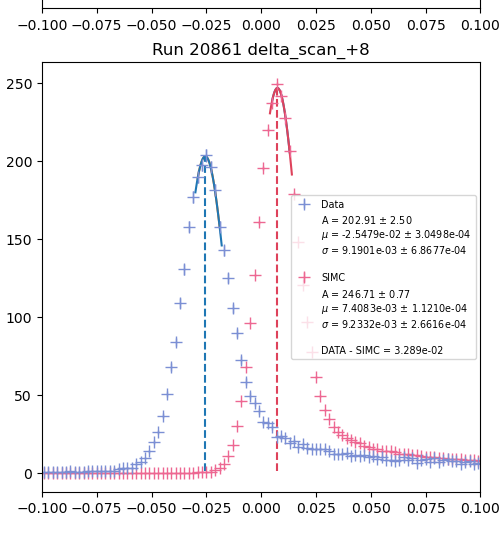 −0.100 −0.075 −0.050 −0.025 0.000 0.025 0.050 0.075 0.100
Run 20861 delta_scan_+8
250
200
150
100
50
0
Data
A = 202.91 ± 2.50
μ = -2.5479e-02 ± 3.0498e-04
σ = 9.1901e-03 ± 6.8677e-04
SIMC
A = 246.71 ± 0.77
μ = 7.4083e-03 ± 1.1210e-04
σ = 9.2332e-03 ± 2.6616e-04
DATA - SIMC = 3.289e-02
−0.100 −0.075 −0.050 −0.025 0.000 0.025 0.050 0.075 0.100